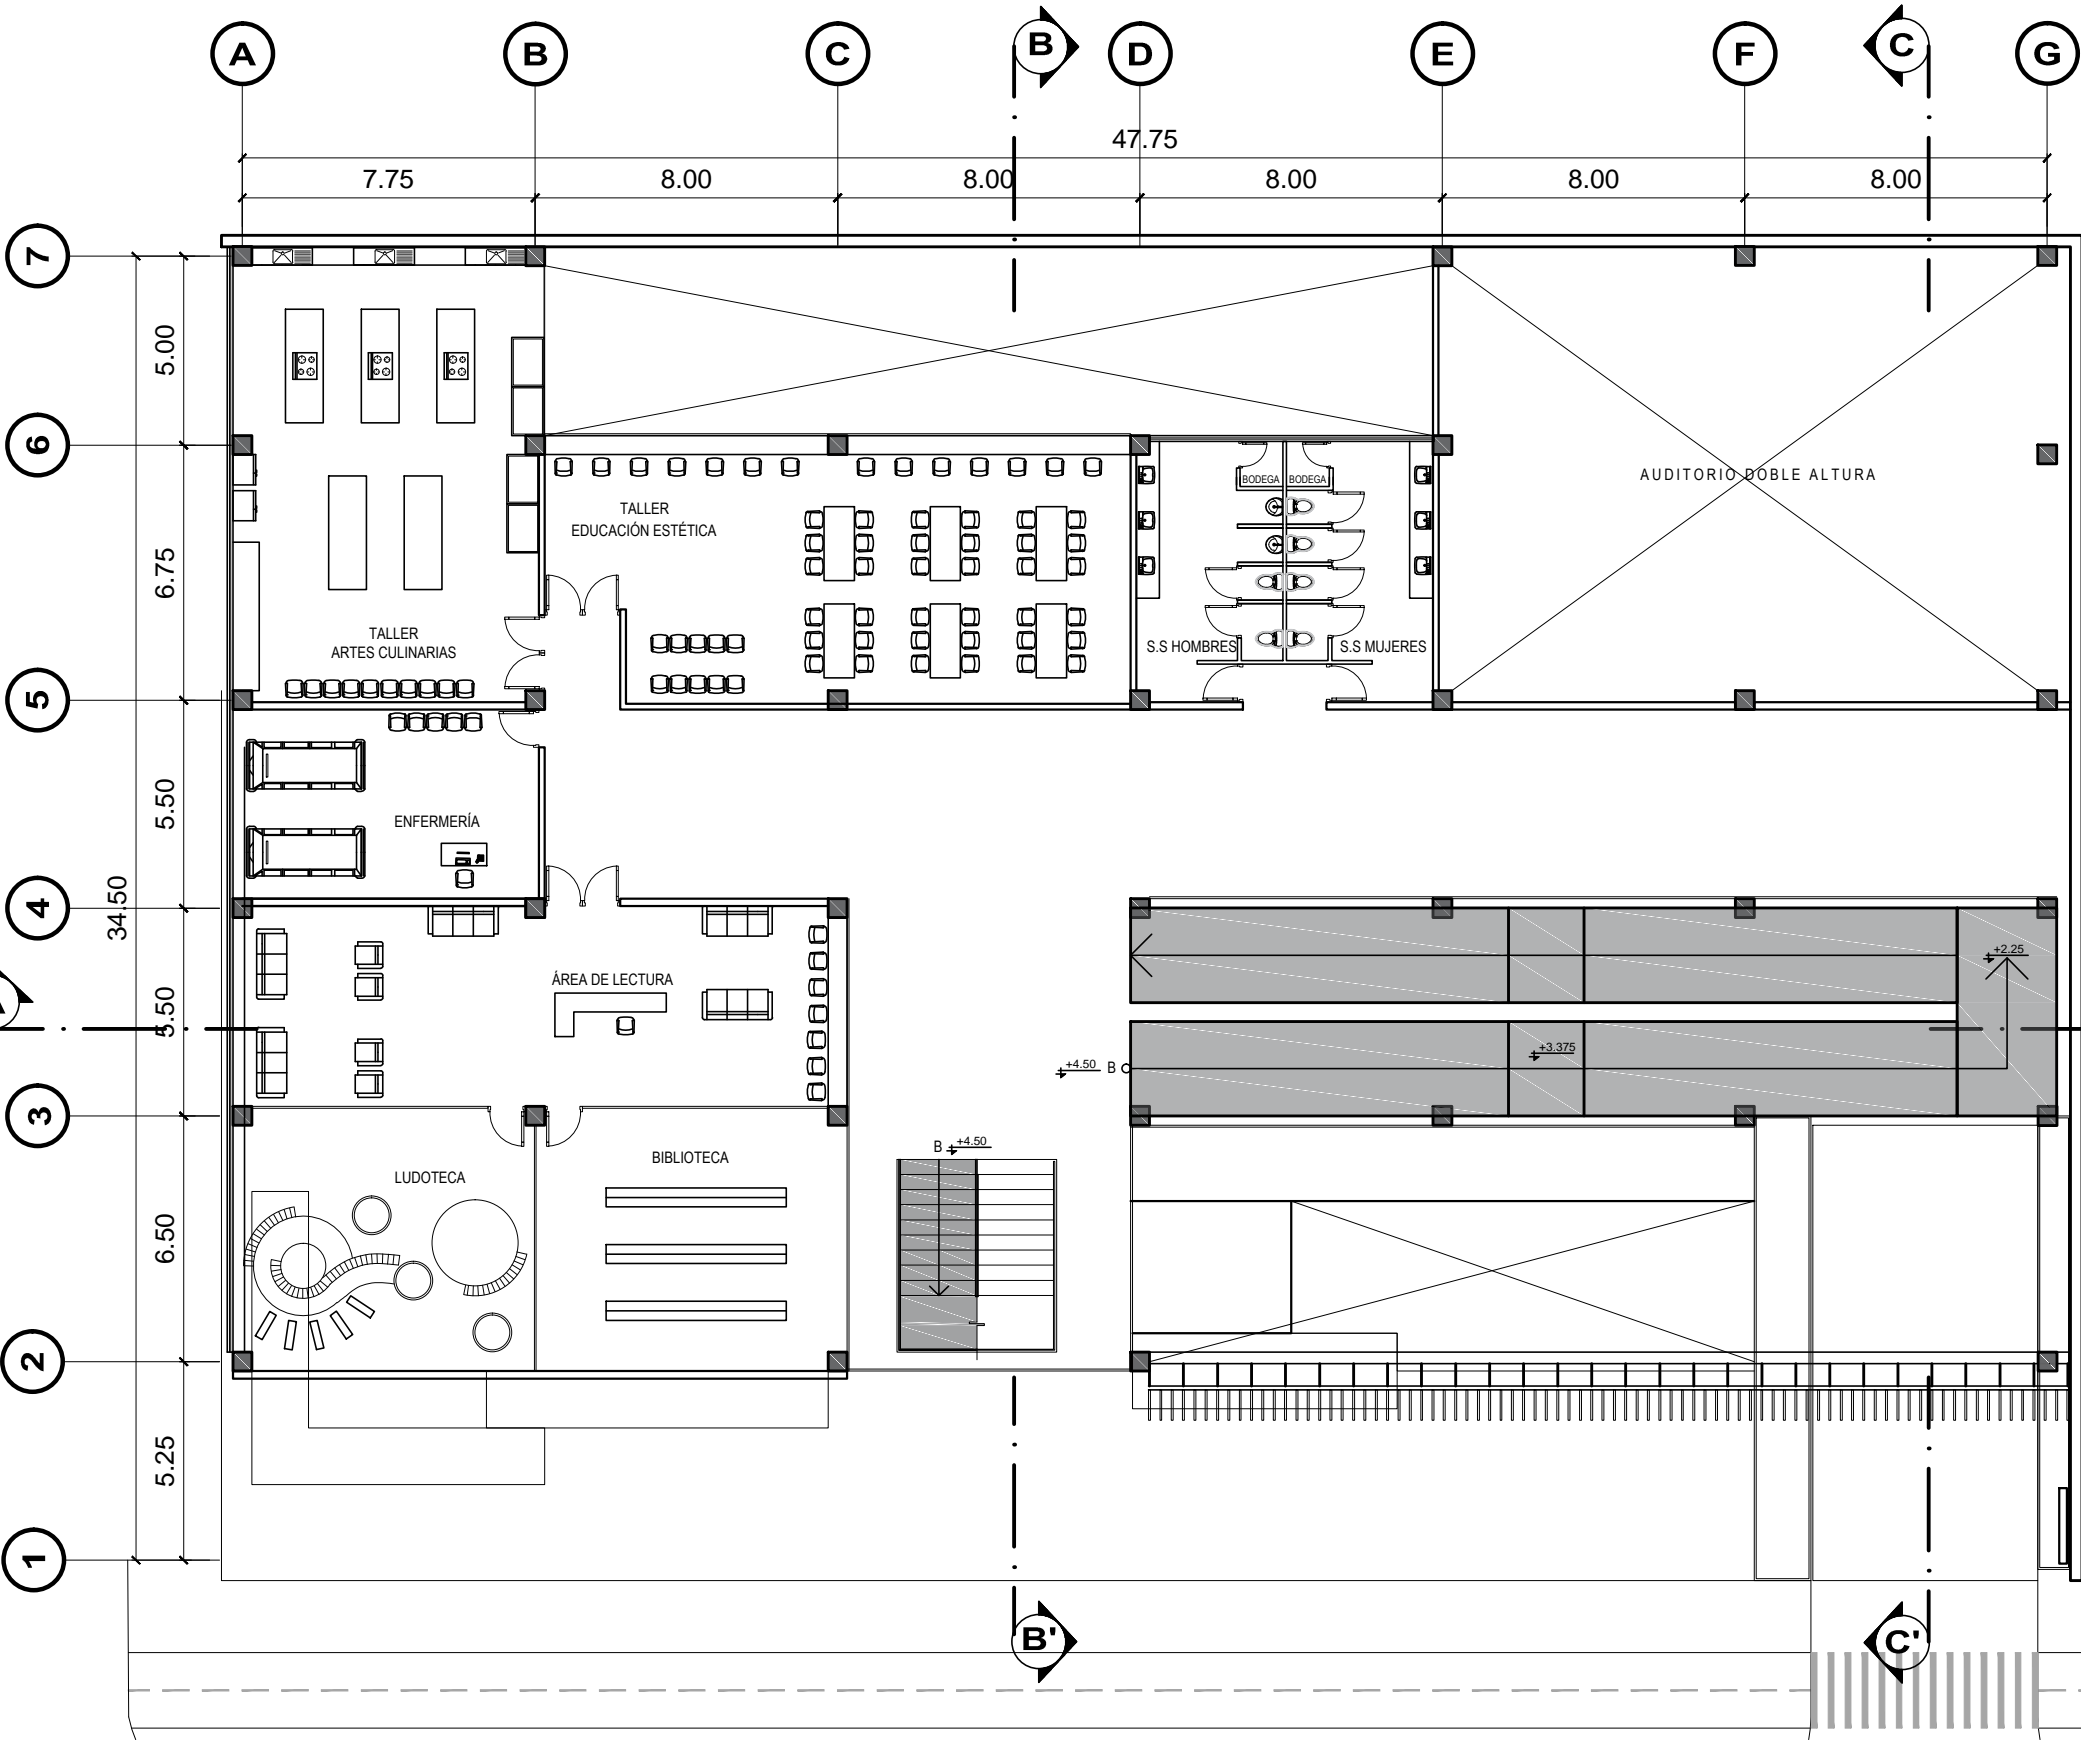 A B C B D E F C G
47.75
7.75 8.00 8.00 8.00 8.00 8.00
7
5.00
6
AUDITORIO DOBLE ALTURA
BODEGA BODEGA
TALLER
EDUCACIÓN ESTÉTICA
6.75
TALLER
ARTES CULINARIAS
S.S HOMBRES S.S MUJERES
5
5.50
ENFERMERÍA
4
34.50
+2.25
ÁREA DE LECTURA
5.50
+3.375
+4.50 B
3
B +4.50
BIBLIOTECA
LUDOTECA
6.50
2
5.25
1
B' C'